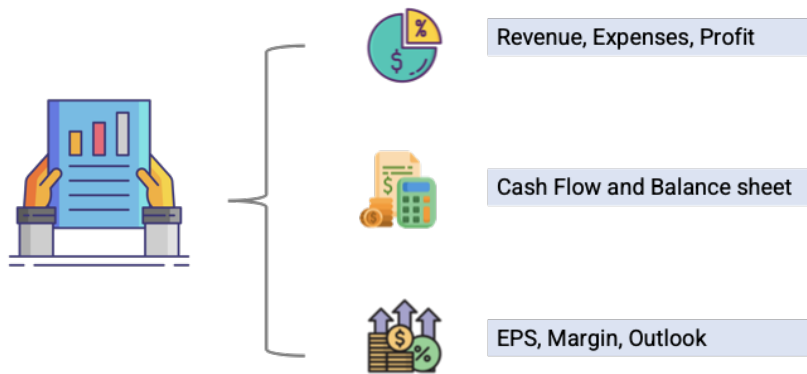 %
$
Revenue, Expenses, Profit
$
$
Cash Flow and Balance sheet
$
%
EPS, Margin, Outlook